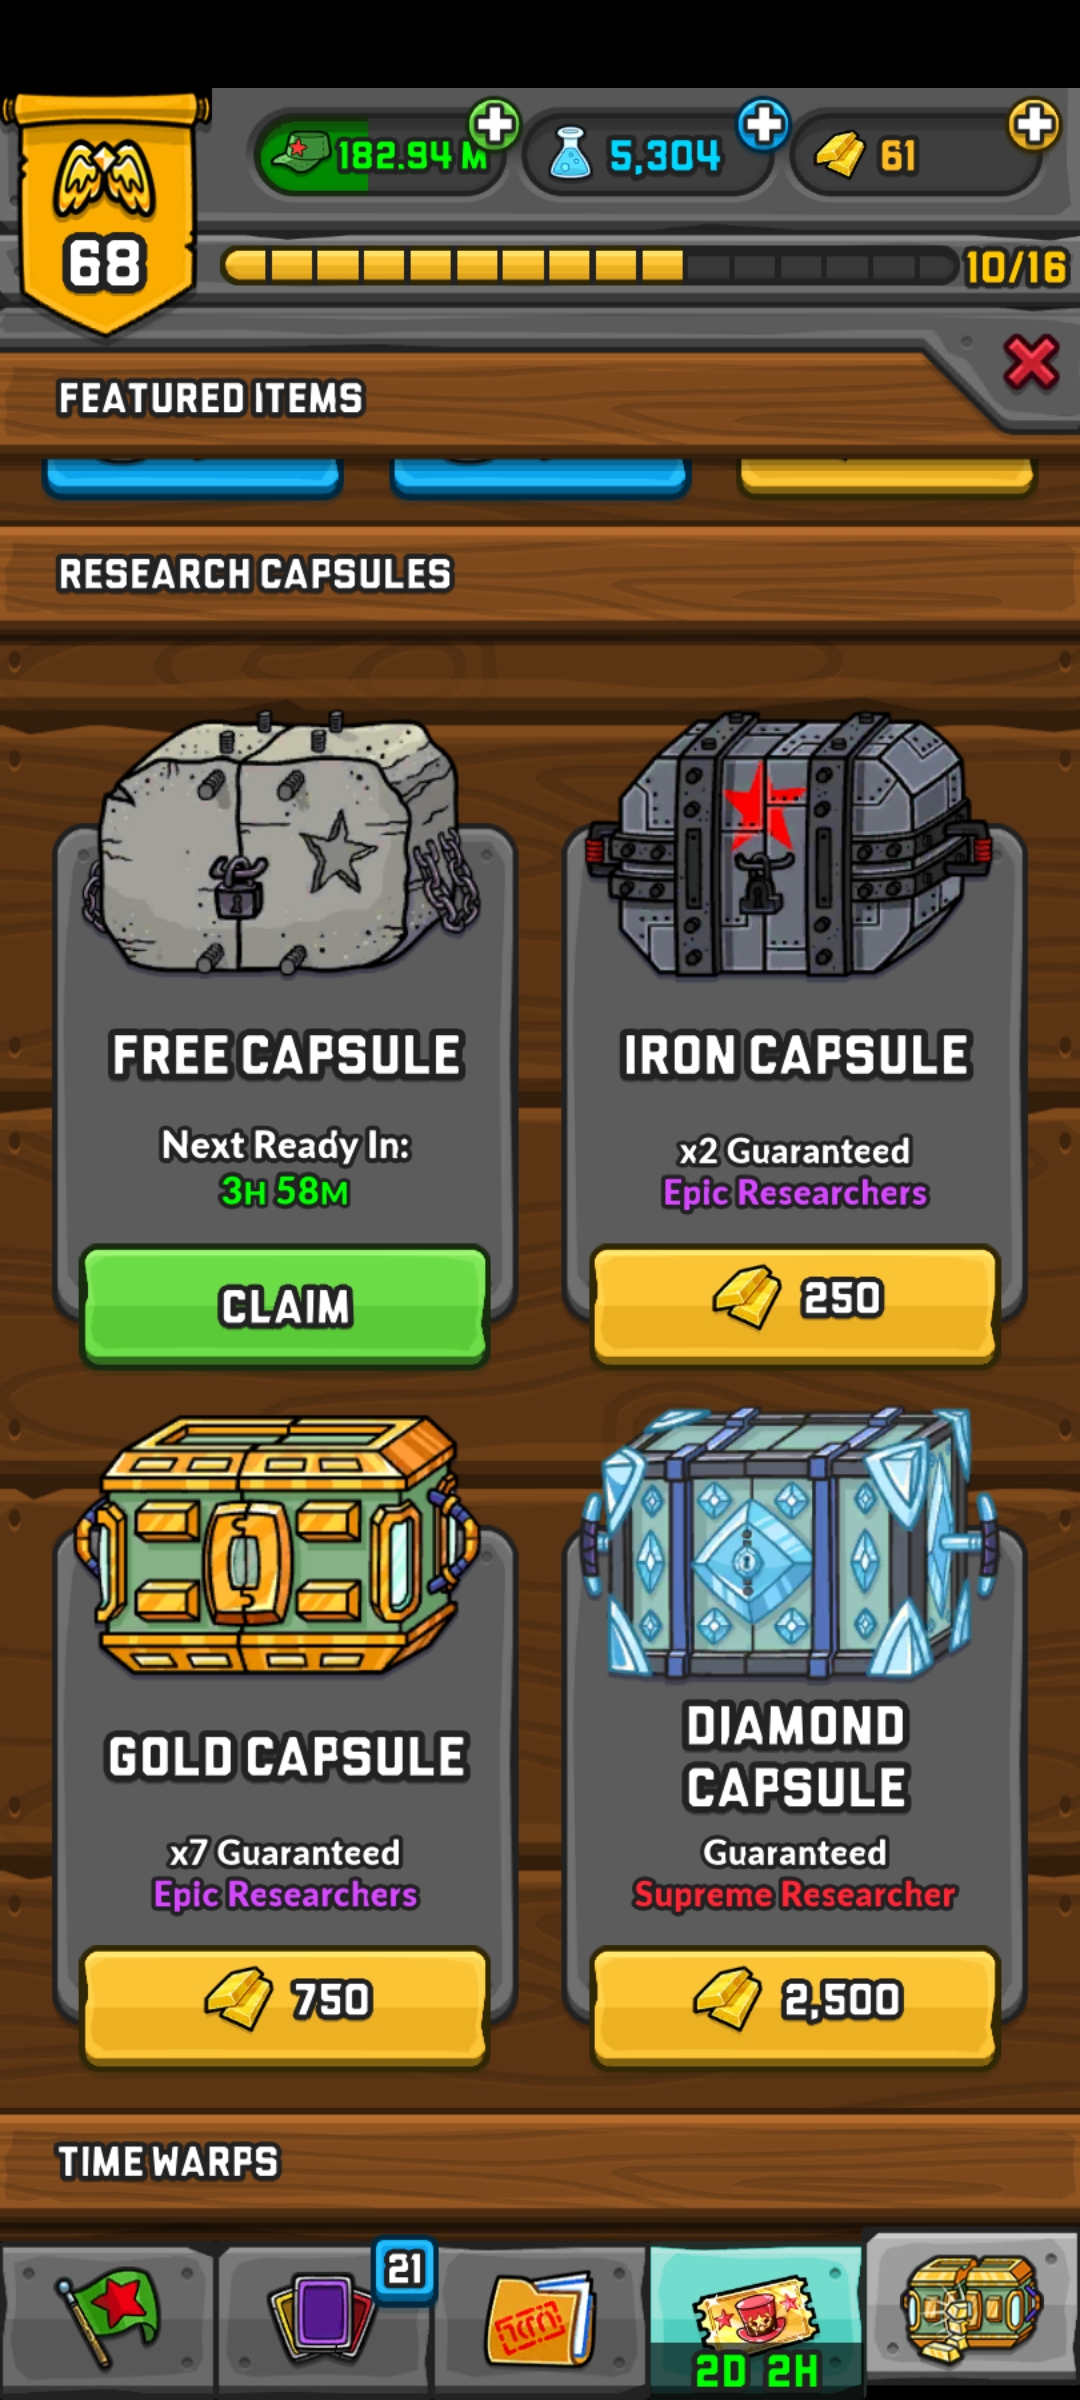 182.94 M
5,304
61
68
10/16
FEATURED ITEMS
RESEARCH CAPSULES
FREE CAPSULE
Next Ready In:
3H 58M
CLAIM
IRON CAPSULE
x2 Guaranteed
Epic Researchers
250
GOLD CAPSULE
x7 Guaranteed
Epic Researchers
750
DIAMOND
CAPSULE
Guaranteed
Supreme Researcher
2,500
TIME WARPS
21
2D 2H